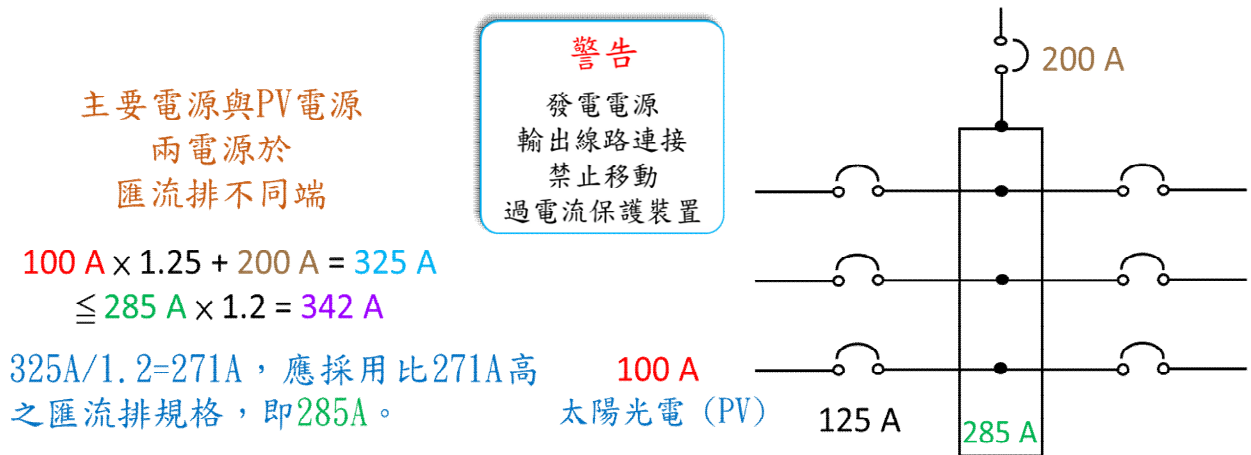 主要電源與PV電源
兩電源於
匯流排不同端
100 A x 1.25 + 200 A = 325 A
≦ 285 A x 1.2 = 342 A
325A/1.2=271A，應採用比271A高
之匯流排規格，即285A。
警告
發電電源
輸出線路連接
禁止移動
過電流保護裝置
200 A
100 A
太陽光電 (PV)
125 A
285 A